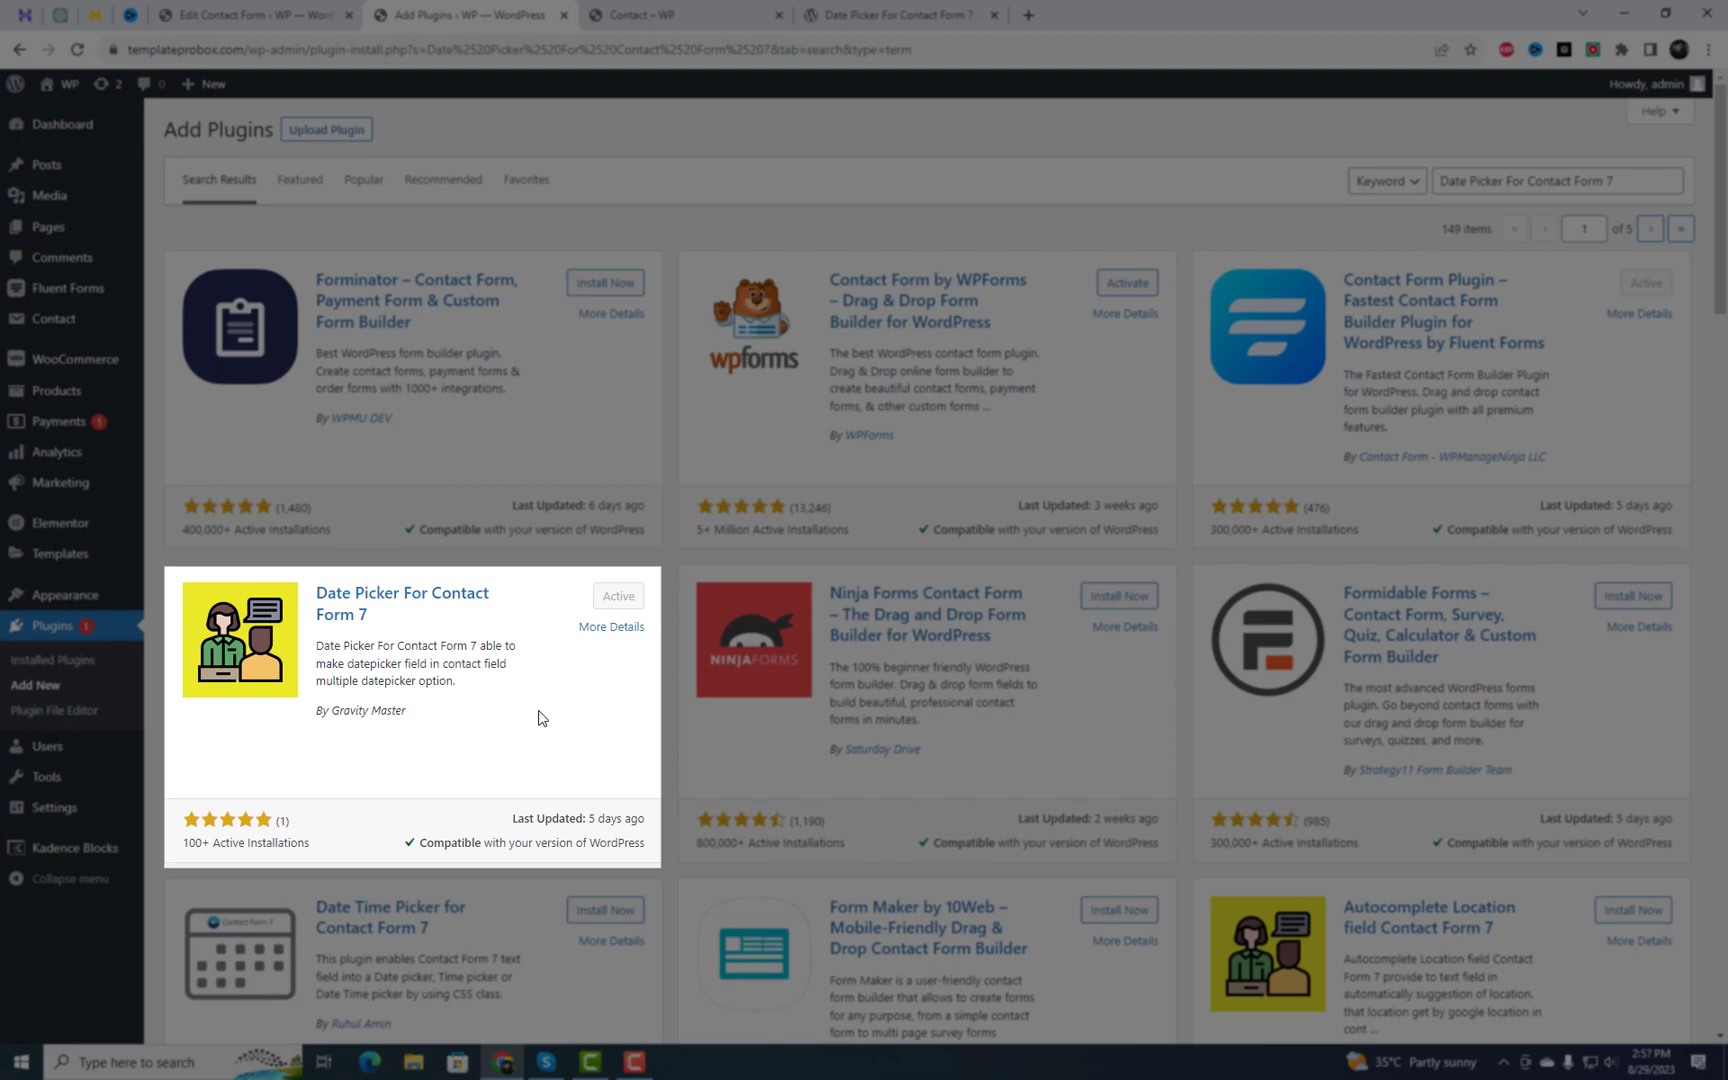 Edit Contact Form ‹ WP — Word
Add Plugins ‹ WP — WordPress
Contact – WP
Date Picker For Contact Form 7
templateprobox.com/wp-admin/plugin-install.php?s=Date%2520Picker%2520For%2520Contact%2520Form%25207&tab=search&type=term
WP
2
0
New
Howdy, admin
Help
Dashboard
Posts
Media
Pages
Comments
Fluent Forms
Contact
WooCommerce
Products
Payments 1
Analytics
Marketing
Elementor
Templates
Appearance
Plugins 1
Installed Plugins
Add New
Plugin File Editor
Users
Tools
Settings
Kadence Blocks
Collapse menu
Add Plugins
Upload Plugin
Search Results
Featured
Popular
Recommended
Favorites
Keyword
Date Picker For Contact Form 7
149 items « ‹ 1 of 5 › »
Forminator – Contact Form,
Payment Form & Custom
Form Builder
Install Now
More Details
Best WordPress form builder plugin.
Create contact forms, payment forms &
order forms with 1000+ integrations.
By WPMU DEV
(1,480)
400,000+ Active Installations
Last Updated: 6 days ago
Compatible with your version of WordPress
wpforms
Contact Form by WPForms
– Drag & Drop Form
Builder for WordPress
Activate
More Details
The best WordPress contact form plugin.
Drag & Drop online form builder to
create beautiful contact forms, payment
forms, & other custom forms ...
By WPForms
(13,246)
5+ Million Active Installations
Last Updated: 3 weeks ago
Compatible with your version of WordPress
Contact Form Plugin –
Fastest Contact Form
Builder Plugin for
WordPress by Fluent Forms
Active
More Details
The Fastest Contact Form Builder Plugin
for WordPress. Drag and drop contact
form builder plugin with all premium
features.
By Contact Form - WPManageNinja LLC
(476)
300,000+ Active Installations
Last Updated: 5 days ago
Compatible with your version of WordPress
Date Picker For Contact
Form 7
Active
More Details
Date Picker For Contact Form 7 able to
make datepicker field in contact field
multiple datepicker option.
By Gravity Master
(1)
100+ Active Installations
Last Updated: 5 days ago
Compatible with your version of WordPress
NINJAFORMS
Ninja Forms Contact Form
– The Drag and Drop Form
Builder for WordPress
Install Now
More Details
The 100% beginner friendly WordPress
form builder. Drag & drop form fields to
build beautiful, professional contact
forms in minutes.
By Saturday Drive
(1,190)
800,000+ Active Installations
Last Updated: 2 weeks ago
Compatible with your version of WordPress
Formidable Forms –
Contact Form, Survey,
Quiz, Calculator & Custom
Form Builder
Install Now
More Details
The most advanced WordPress forms
plugin. Go beyond contact forms with
our drag and drop form builder for
surveys, quizzes, and more.
By Strategy11 Form Builder Team
(985)
300,000+ Active Installations
Last Updated: 5 days ago
Compatible with your version of WordPress
Contact Form 7
Date Time Picker for
Contact Form 7
Install Now
More Details
This plugin enables Contact Form 7 text
field into a Date picker, Time picker or
Date Time picker by using CSS class.
By Ruhul Amin
Form Maker by 10Web –
Mobile-Friendly Drag &
Drop Contact Form Builder
Install Now
More Details
Form Maker is a user-friendly contact
form builder that allows to create forms
for any purpose, from a simple contact
form to multi page survey forms
Autocomplete Location
field Contact Form 7
Install Now
More Details
Autocomplete Location field Contact
Form 7 provide to text field in
automatically suggestion of location.
that location get by google location in
cont ...
Type here to search
35°C Partly sunny
2:57 PM
8/29/2023